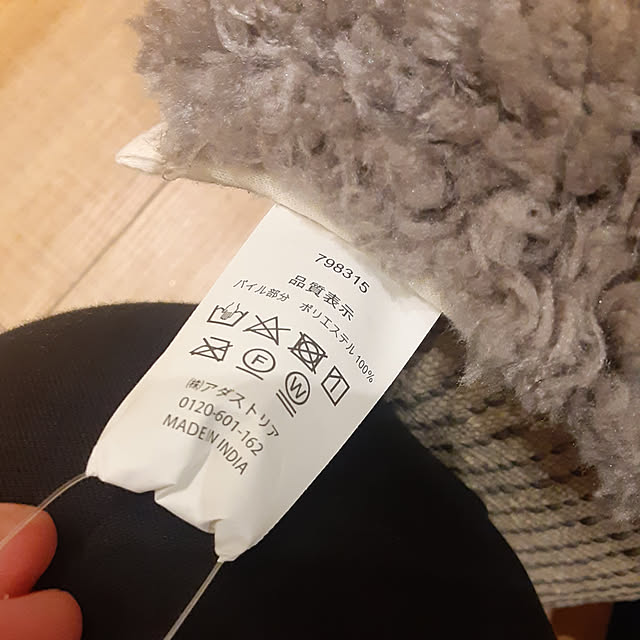 798315
品質表示
パイル部分 ポリエステル100%
F
W
㈱アダストリア
0120-601-162
MADE IN INDIA